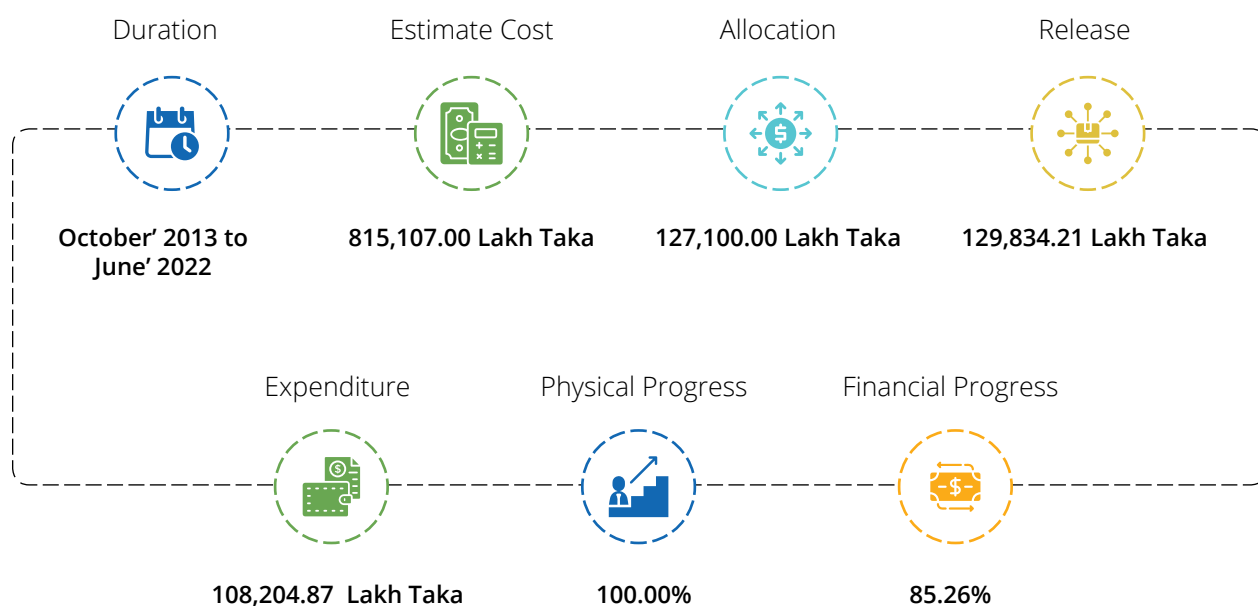 Duration
Estimate Cost
Allocation
Release
October’ 2013 to
June’ 2022
815,107.00 Lakh Taka
127,100.00 Lakh Taka
129,834.21 Lakh Taka
Expenditure
Physical Progress
Financial Progress
108,204.87 Lakh Taka
100.00%
85.26%